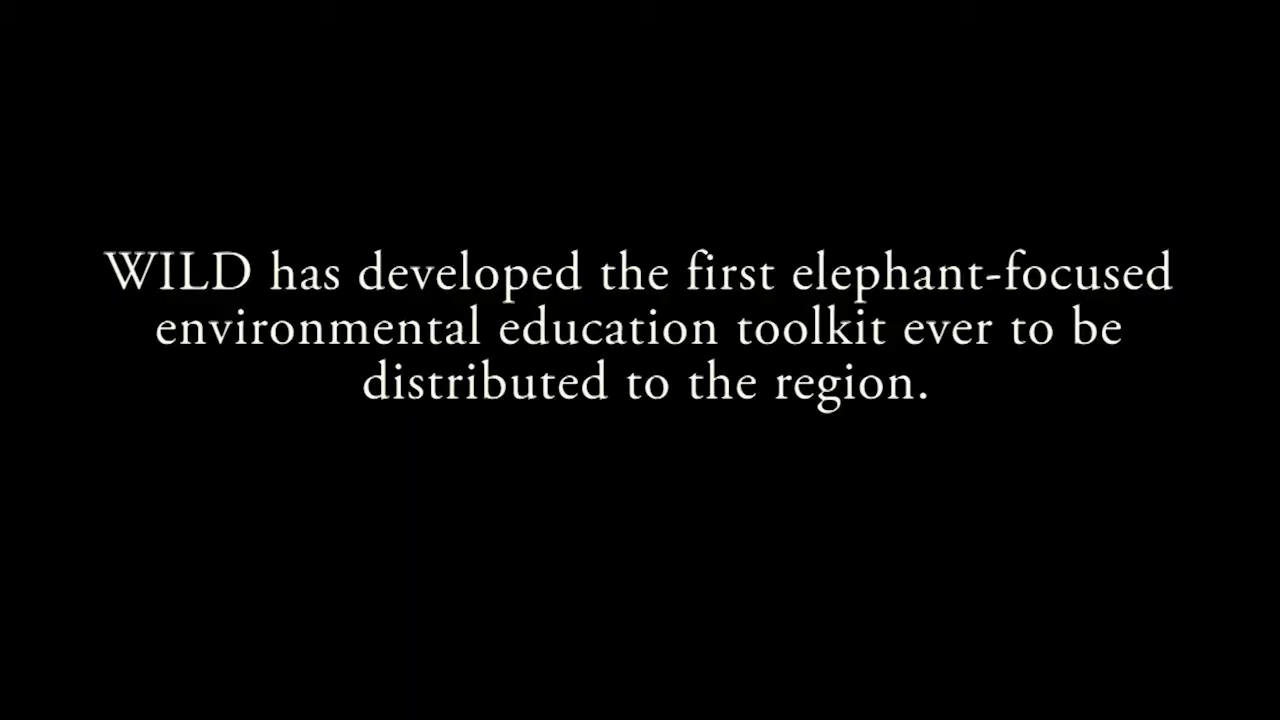 WILD has developed the first elephant-focused
environmental education toolkit ever to be
distributed to the region.